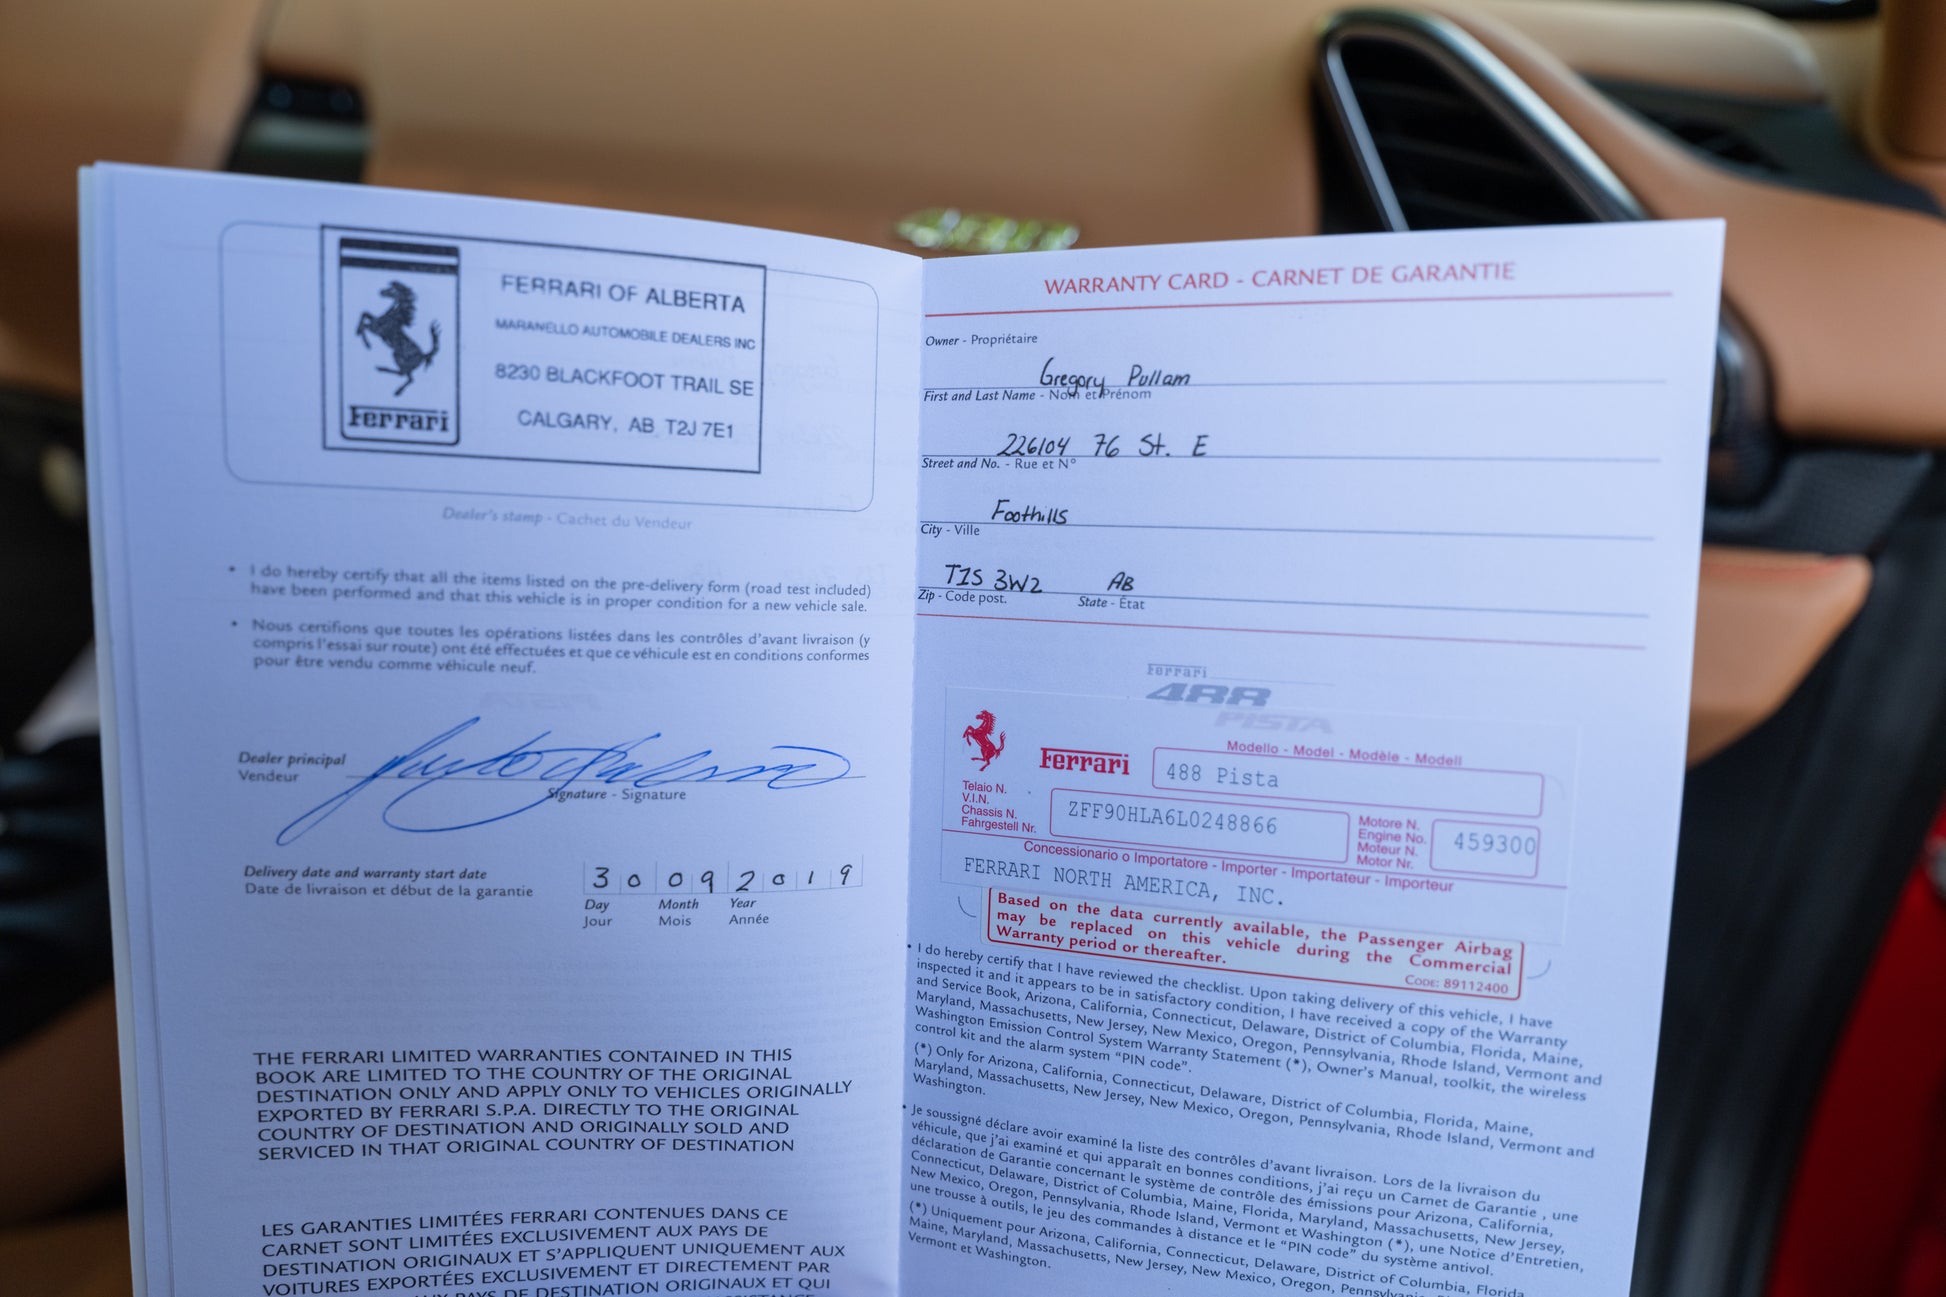 FERRARI OF ALBERTA
MARANELLO AUTOMOBILE DEALERS INC
8230 BLACKFOOT TRAIL SE
CALGARY, AB T2J 7E1
Ferrari
Dealer's stamp - Cachet du Vendeur
• I do hereby certify that all the items listed on the pre-delivery form (road test included)
have been performed and that this vehicle is in proper condition for a new vehicle sale.
• Nous certifions que toutes les opérations listées dans les contrôles d'avant livraison (y
compris l'essai sur route) ont été effectuées et que ce véhicule est en conditions conformes
pour être vendu comme véhicule neuf.
Dealer principal
Vendeur
Signature - Signature
Delivery date and warranty start date
Date de livraison et début de la garantie
3 0 0 9 2 0 1 9
Day Month Year
Jour Mois Année
THE FERRARI LIMITED WARRANTIES CONTAINED IN THIS
BOOK ARE LIMITED TO THE COUNTRY OF THE ORIGINAL
DESTINATION ONLY AND APPLY ONLY TO VEHICLES ORIGINALLY
EXPORTED BY FERRARI S.P.A. DIRECTLY TO THE ORIGINAL
COUNTRY OF DESTINATION AND ORIGINALLY SOLD AND
SERVICED IN THAT ORIGINAL COUNTRY OF DESTINATION
LES GARANTIES LIMITÉES FERRARI CONTENUES DANS CE
CARNET SONT LIMITÉES EXCLUSIVEMENT AUX PAYS DE
DESTINATION ORIGINAUX ET S'APPLIQUENT UNIQUEMENT AUX
VOITURES EXPORTÉES EXCLUSIVEMENT ET DIRECTEMENT PAR
PAYS DE DESTINATION ORIGINAUX ET QUI
WARRANTY CARD - CARNET DE GARANTIE
Owner - Propriétaire
Gregory Pullam
First and Last Name - Nom et Prénom
226104 76 St. E
Street and No. - Rue et N°
Foothills
City - Ville
T1S 3W2 AB
Zip - Code post. State - État
Ferrari
488
PISTA
Modello - Model - Modèle - Modell
Ferrari 488 Pista
Telaio N.
V.I.N.
Chassis N.
Fahrgestell Nr.
ZFF90HLA6L0248866
Motore N.
Engine No.
Moteur N.
Motor Nr.
459300
Concessionario o Importatore - Importer - Importateur - Importeur
FERRARI NORTH AMERICA, INC.
Based on the data currently available, the Passenger Airbag
may be replaced on this vehicle during the Commercial
Warranty period or thereafter.
CODE: 89112400
• I do hereby certify that I have reviewed the checklist. Upon taking delivery of this vehicle, I have
inspected it and it appears to be in satisfactory condition, I have received a copy of the Warranty
and Service Book, Arizona, California, Connecticut, Delaware, District of Columbia, Florida, Maine,
Maryland, Massachusetts, New Jersey, New Mexico, Oregon, Pennsylvania, Rhode Island, Vermont and
Washington Emission Control System Warranty Statement (*), Owner's Manual, toolkit, the wireless
control kit and the alarm system "PIN code".
(*) Only for Arizona, California, Connecticut, Delaware, District of Columbia, Florida, Maine,
Maryland, Massachusetts, New Jersey, New Mexico, Oregon, Pennsylvania, Rhode Island, Vermont and
Washington.
• Je soussigné déclare avoir examiné la liste des contrôles d'avant livraison. Lors de la livraison du
véhicule, que j'ai examiné et qui apparaît en bonnes conditions, j'ai reçu un Carnet de Garantie , une
déclaration de Garantie concernant le système de contrôle des émissions pour Arizona, California,
Connecticut, Delaware, District of Columbia, Maine, Florida, Maryland, Massachusetts, New Jersey,
New Mexico, Oregon, Pennsylvania, Rhode Island, Vermont et Washington (*), une Notice d'Entretien,
une trousse à outils, le jeu des commandes à distance et le "PIN code" du système antivol.
(*) Uniquement pour Arizona, California, Connecticut, Delaware, District of Columbia, Florida,
Maine, Maryland, Massachusetts, New Jersey, New Mexico, Oregon, Pennsylvania, Rhode Island,
Vermont et Washington.